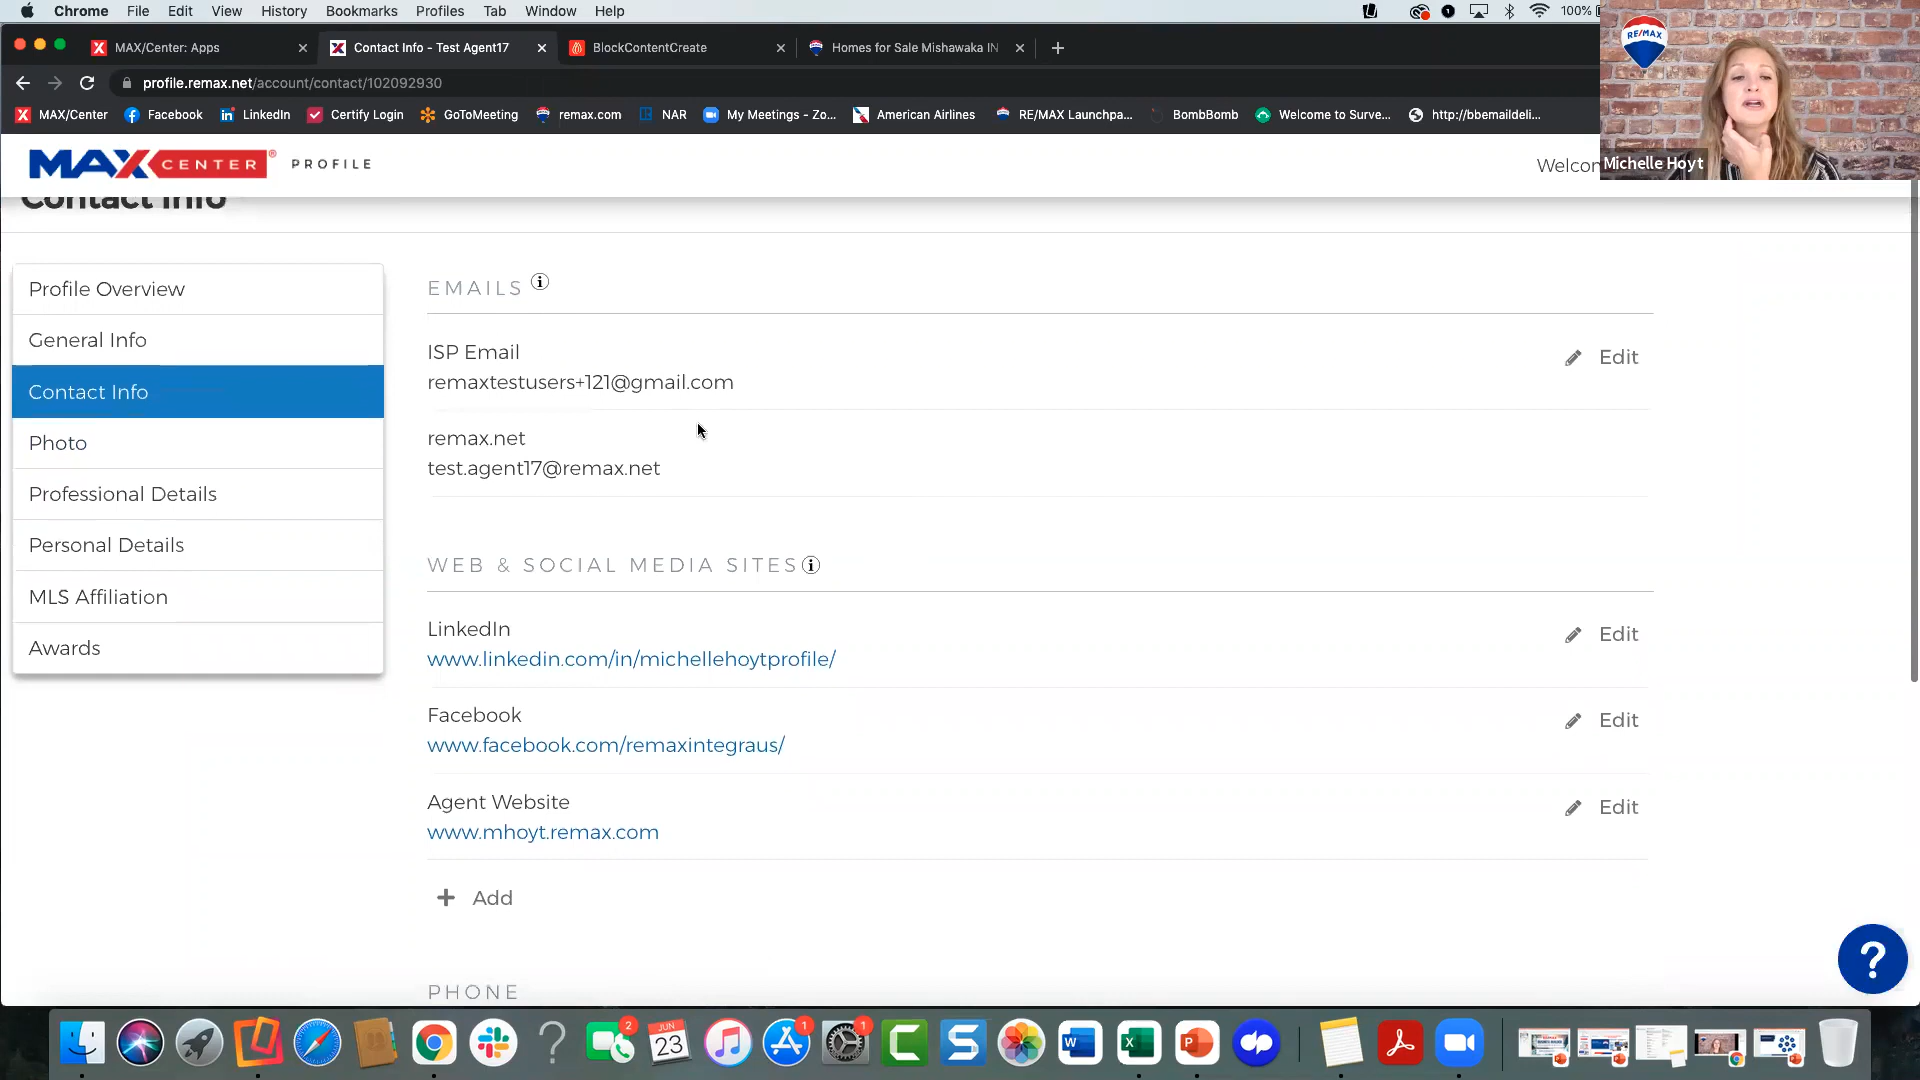 Chrome File Edit View History Bookmarks Profiles Tab Window Help 100%
MAX/Center: Apps Contact Info - Test Agent17 BlockContentCreate Homes for Sale Mishawaka IN
profile.remax.net/account/contact/102092930
MAX/Center Facebook LinkedIn Certify Login GoToMeeting remax.com NAR My Meetings - Zo... American Airlines RE/MAX Launchpa... BombBomb Welcome to Surve... http://bbemaildeli...
RE/MAX
Michelle Hoyt
MAX CENTER PROFILE
Welcom
Contact Info
Profile Overview
General Info
Contact Info
Photo
Professional Details
Personal Details
MLS Affiliation
Awards
EMAILS
ISP Email
remaxtestusers+121@gmail.com
Edit
remax.net
test.agent17@remax.net
WEB & SOCIAL MEDIA SITES
LinkedIn
www.linkedin.com/in/michellehoytprofile/
Edit
Facebook
www.facebook.com/remaxintegraus/
Edit
Agent Website
www.mhoyt.remax.com
Edit
+ Add
PHONE
?
2
JUN
23
1
1